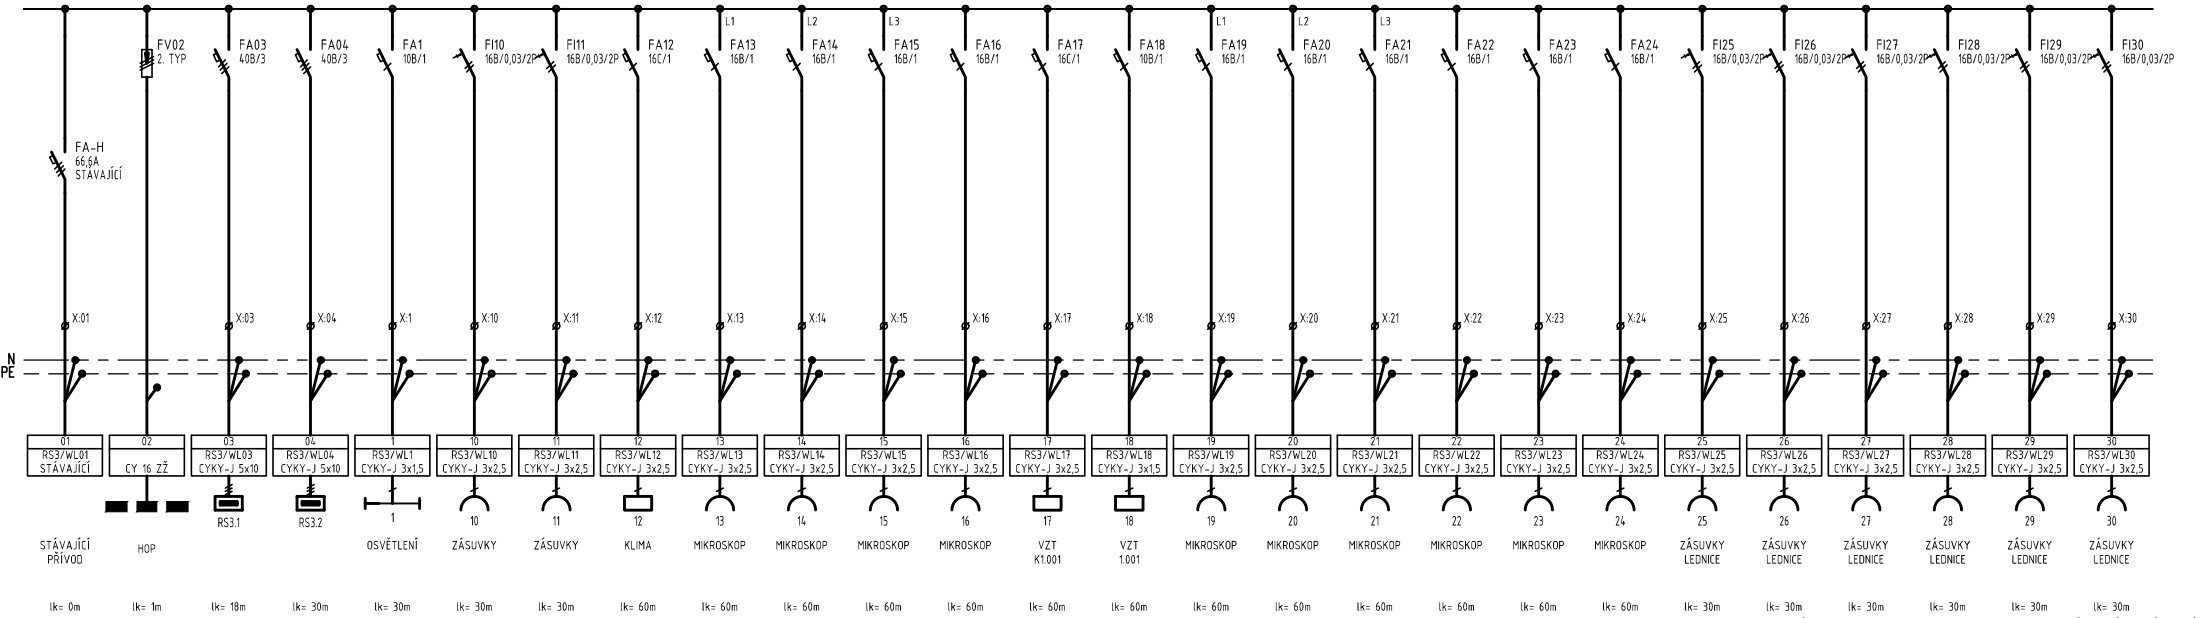 L1 L2 L3 L1 L2 L3
FV02 FA03 FA04 FA1 FI10 FI11 FA12 FA13 FA14 FA15 FA16 FA17 FA18 FA19 FA20 FA21 FA22 FA23 FA24 FI25 FI26 FI27 FI28 FI29 FI30
2. TYP 40B/3 40B/3 10B/1 16B/0,03/2P 16B/0,03/2P 16C/1 16B/1 16B/1 16B/1 16B/1 16C/1 10B/1 16B/1 16B/1 16B/1 16B/1 16B/1 16B/1 16B/0,03/2P 16B/0,03/2P 16B/0,03/2P 16B/0,03/2P 16B/0,03/2P 16B/0,03/2P
FA-H
66,6A
STÁVAJÍCÍ
X:01 X:03 X:04 X:1 X:10 X:11 X:12 X:13 X:14 X:15 X:16 X:17 X:18 X:19 X:20 X:21 X:22 X:23 X:24 X:25 X:26 X:27 X:28 X:29 X:30
N
PE
01 02 03 04 1 10 11 12 13 14 15 16 17 18 19 20 21 22 23 24 25 26 27 28 29 30
RS3/WL01 RS3/WL03 RS3/WL04 RS3/WL1 RS3/WL10 RS3/WL11 RS3/WL12 RS3/WL13 RS3/WL14 RS3/WL15 RS3/WL16 RS3/WL17 RS3/WL18 RS3/WL19 RS3/WL20 RS3/WL21 RS3/WL22 RS3/WL23 RS3/WL24 RS3/WL25 RS3/WL26 RS3/WL27 RS3/WL28 RS3/WL29 RS3/WL30
STÁVAJÍCÍ CY 16 ZŽ CYKY-J 5x10 CYKY-J 5x10 CYKY-J 3x1,5 CYKY-J 3x2,5 CYKY-J 3x2,5 CYKY-J 3x2,5 CYKY-J 3x2,5 CYKY-J 3x2,5 CYKY-J 3x2,5 CYKY-J 3x2,5 CYKY-J 3x2,5 CYKY-J 3x1,5 CYKY-J 3x2,5 CYKY-J 3x2,5 CYKY-J 3x2,5 CYKY-J 3x2,5 CYKY-J 3x2,5 CYKY-J 3x2,5 CYKY-J 3x2,5 CYKY-J 3x2,5 CYKY-J 3x2,5 CYKY-J 3x2,5 CYKY-J 3x2,5 CYKY-J 3x2,5
RS3.1 RS3.2 1 10 11 12 13 14 15 16 17 18 19 20 21 22 23 24 25 26 27 28 29 30
STÁVAJÍCÍ HOP OSVĚTLENÍ ZÁSUVKY ZÁSUVKY KLIMA MIKROSKOP MIKROSKOP MIKROSKOP MIKROSKOP VZT VZT MIKROSKOP MIKROSKOP MIKROSKOP MIKROSKOP MIKROSKOP MIKROSKOP ZÁSUVKY ZÁSUVKY ZÁSUVKY ZÁSUVKY ZÁSUVKY ZÁSUVKY
PŘÍVOD K1.001 1.001 LEDNICE LEDNICE LEDNICE LEDNICE LEDNICE LEDNICE
lk= 0m lk= 1m lk= 18m lk= 30m lk= 30m lk= 30m lk= 30m lk= 60m lk= 60m lk= 60m lk= 60m lk= 60m lk= 60m lk= 60m lk= 60m lk= 60m lk= 60m lk= 60m lk= 60m lk= 60m lk= 30m lk= 30m lk= 30m lk= 30m lk= 30m lk= 30m